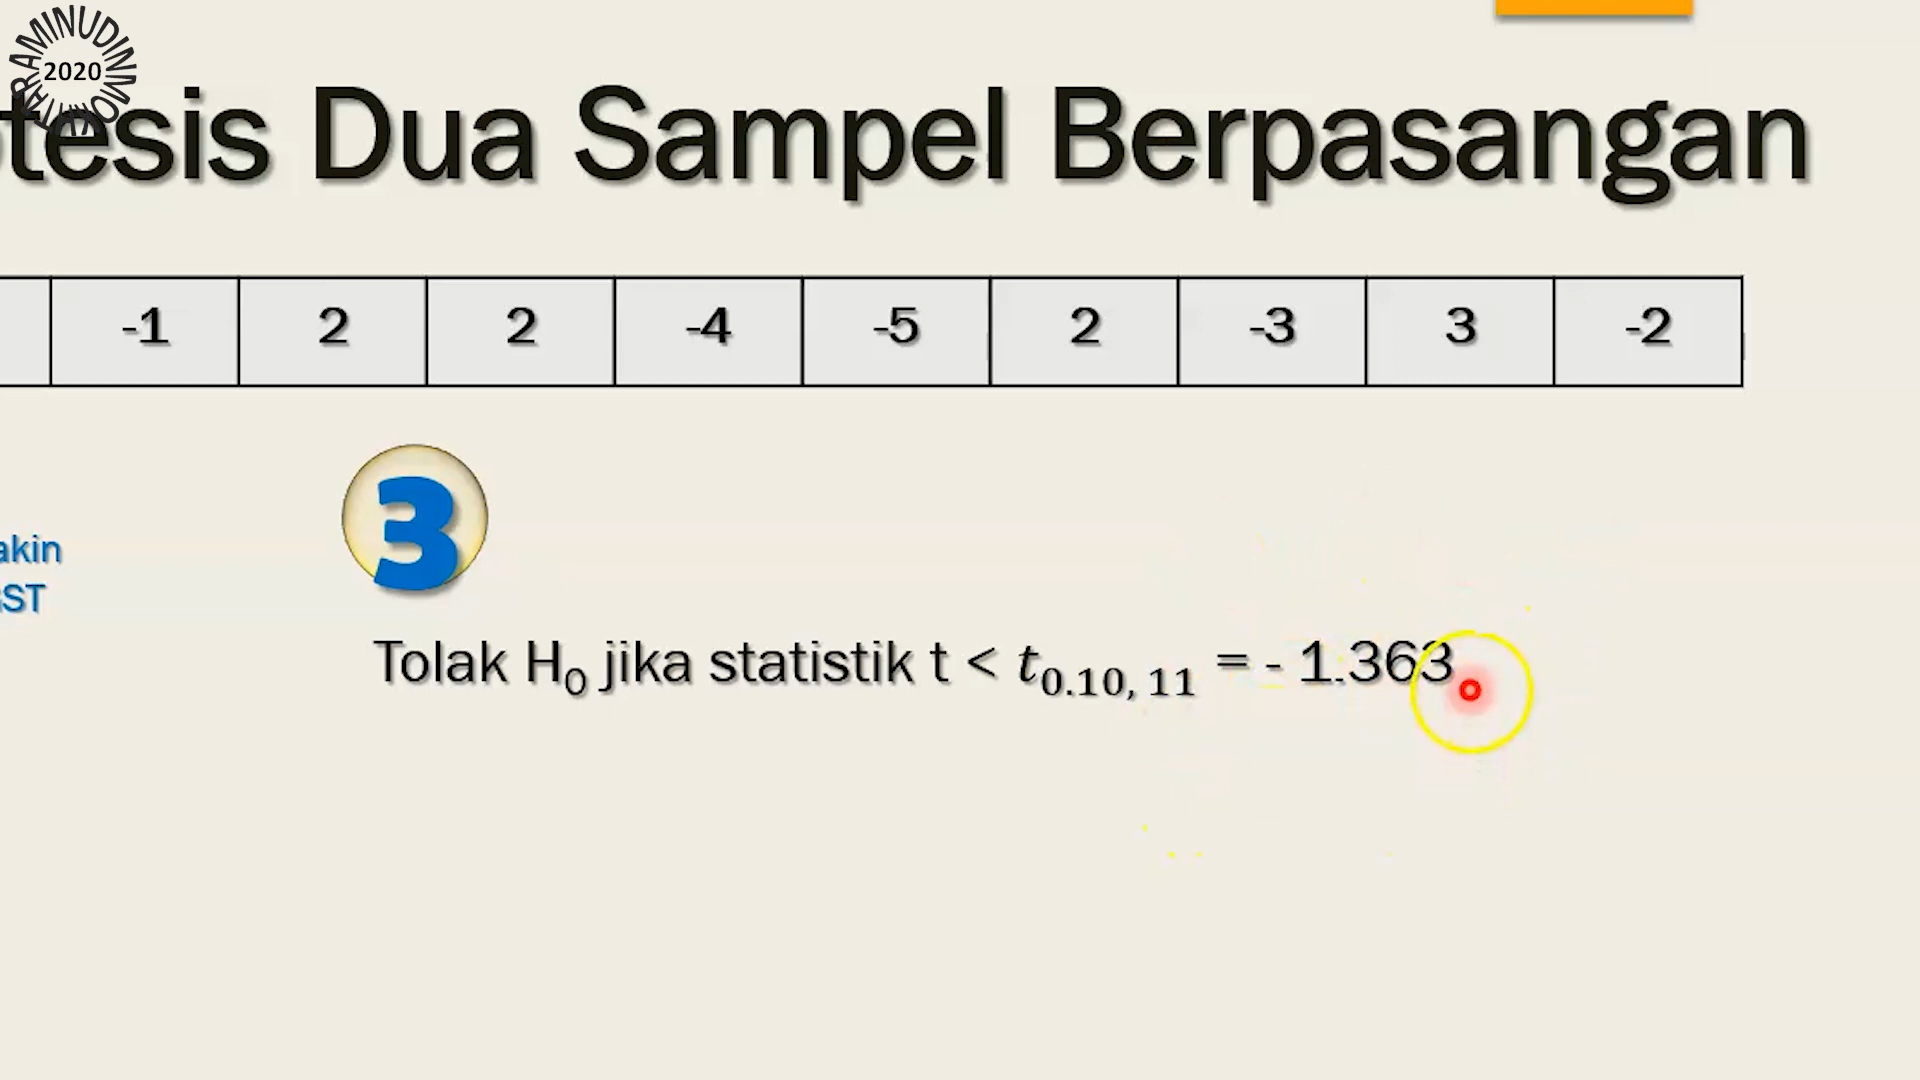 2020
tesis Dua Sampel Berpasangan
-1 2 2 -4 -5 2 -3 3 -2
3
akin
ST
Tolak H₀ jika statistik t < t₀.₁₀, ₁₁ = - 1.363